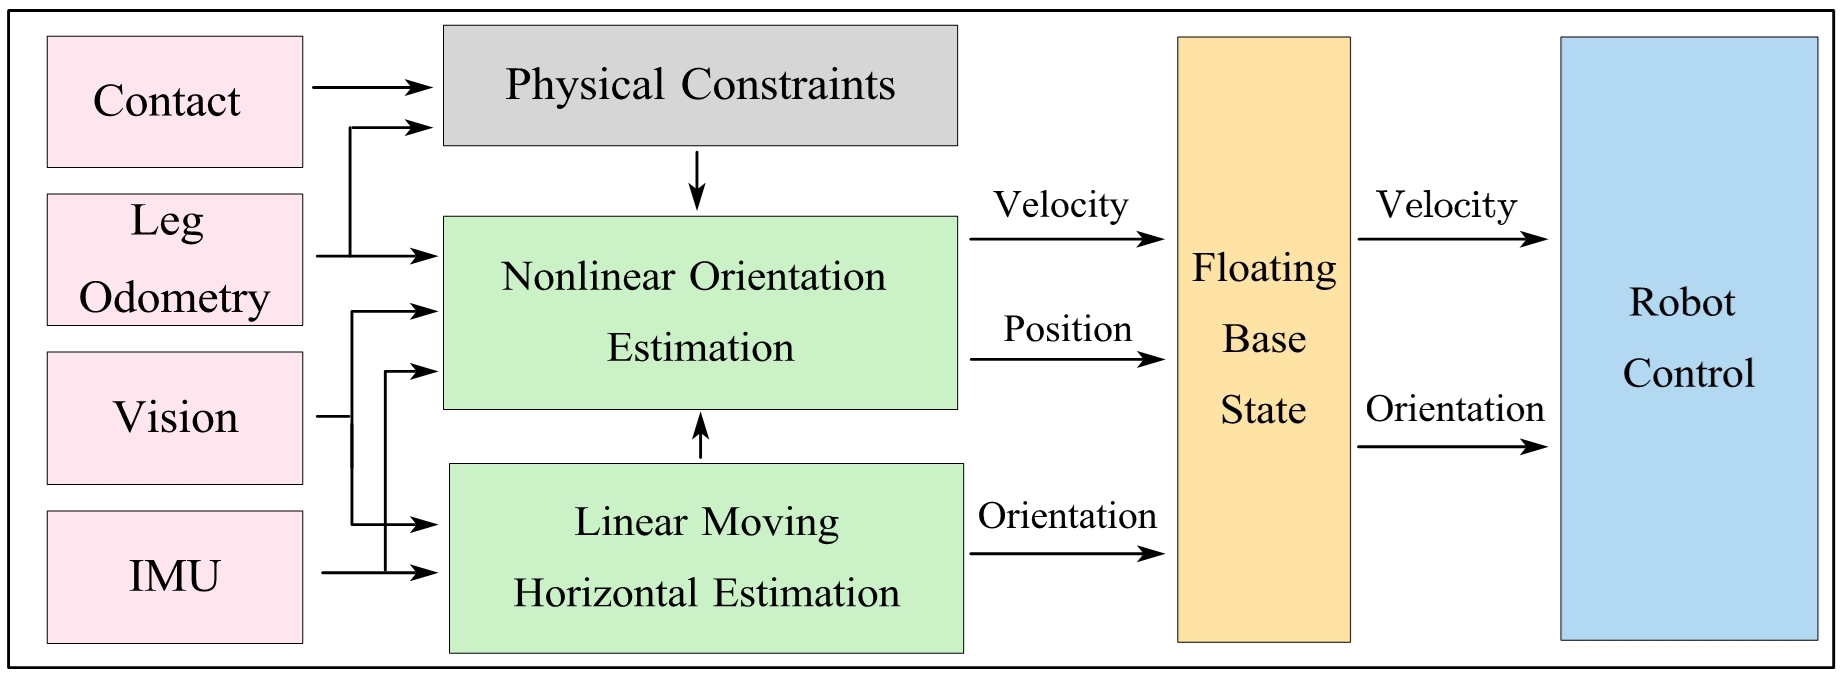 Contact
Leg
Odometry
Vision
IMU
Physical Constraints
Nonlinear Orientation
Estimation
Linear Moving
Horizontal Estimation
Velocity
Position
Orientation
Floating
Base
State
Velocity
Orientation
Robot
Control